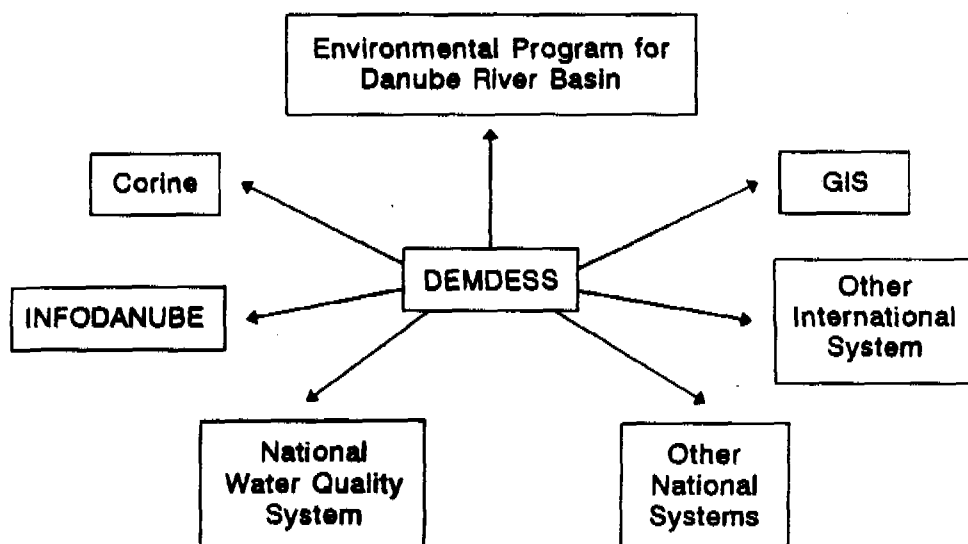 Environmental Program for
Danube River Basin
Corine
GIS
DEMDESS
INFODANUBE
Other
International
System
National
Water Quality
System
Other
National
Systems